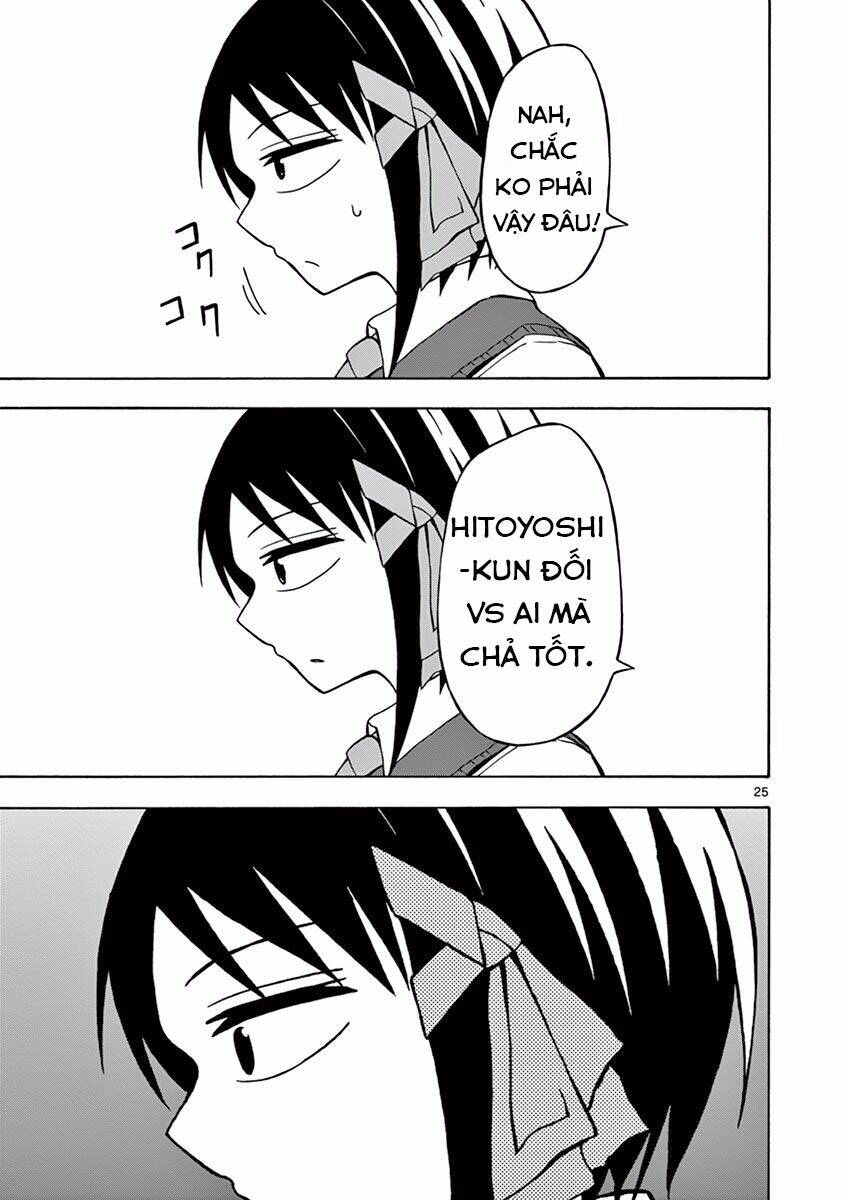 NAH,
CHẮC
KO PHẢI
VẬY ĐÂU!
コク
コク
HITOYOSHI
-KUN ĐỐI
VS AI MÀ
CHẢ TỐT.
25